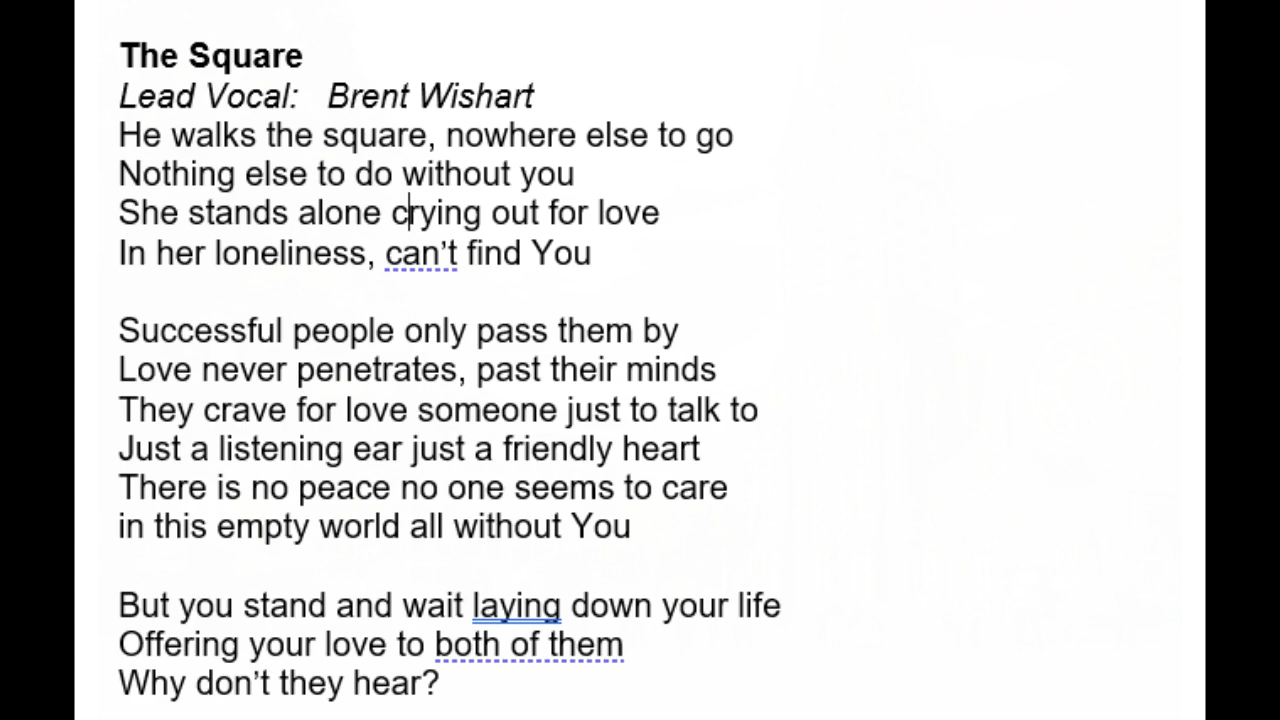 The Square
Lead Vocal:   Brent Wishart
He walks the square, nowhere else to go
Nothing else to do without you
She stands alone crying out for love
In her loneliness, can’t find You
Successful people only pass them by
Love never penetrates, past their minds
They crave for love someone just to talk to
Just a listening ear just a friendly heart
There is no peace no one seems to care
in this empty world all without You
But you stand and wait laying down your life
Offering your love to both of them
Why don’t they hear?